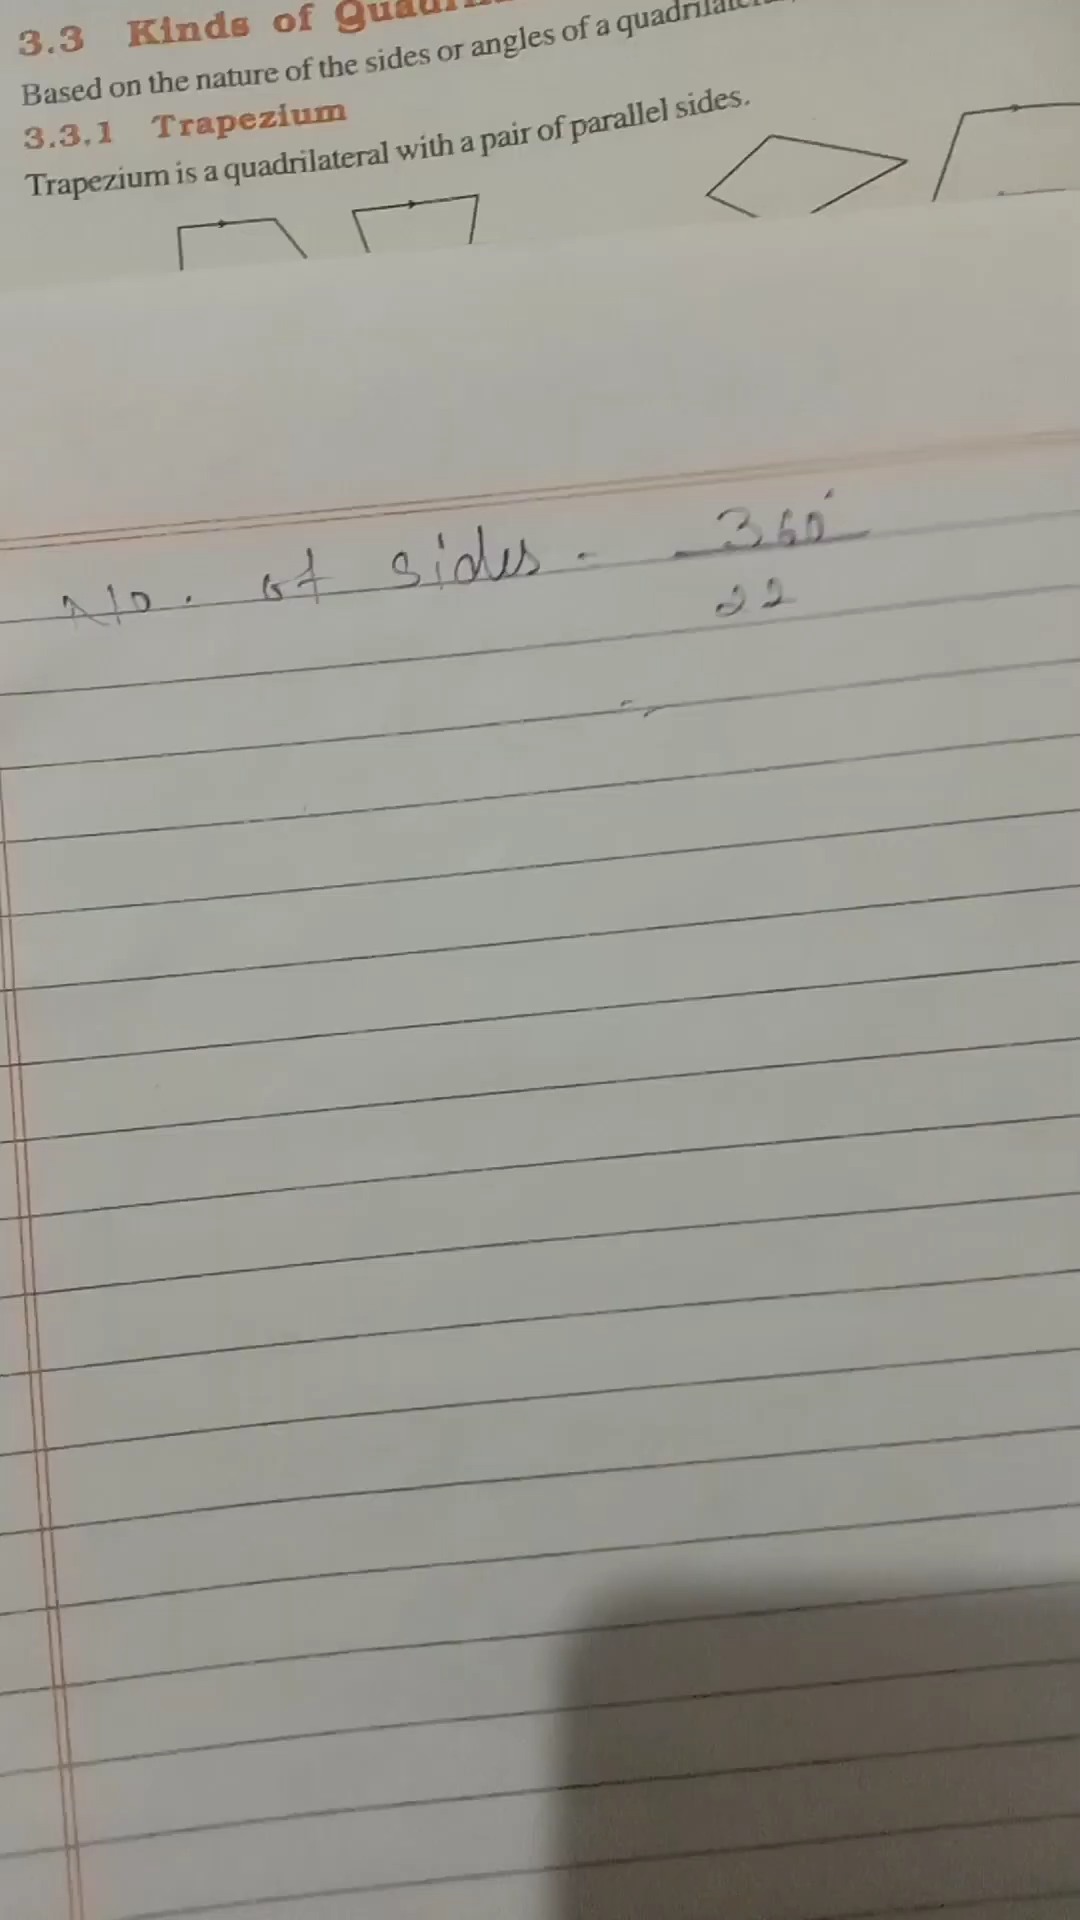 3.3 Kinds of
Based on the nature of the sides or angles of a
3.3.1 Trapezium
Trapezium is a quadrilateral with a pair of parallel sides.
No. of sides = 360°
22
=